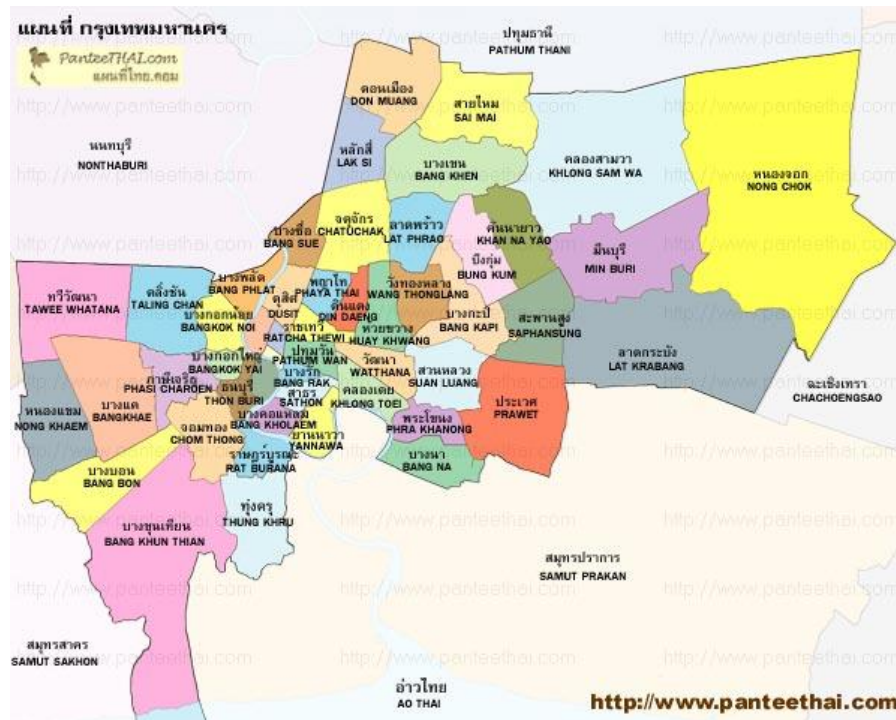 แผนที่ กรุงเทพมหานคร
PanteeTHAI.com
แผนที่ไทย.คอม
ปทุมธานี
PATHUM THANI
นนทบุรี
NONTHABURI
ดอนเมือง
DON MUANG
สายไหม
SAI MAI
หลักสี่
LAK SI
บางเขน
BANG KHEN
คลองสามวา
KHLONG SAM WA
หนองจอก
NONG CHOK
บางซื่อ
BANG SUE
จตุจักร
CHATUCHAK
ลาดพร้าว
LAT PHRAO
คันนายาว
KHAN NA YAO
บึงกุ่ม
BUNG KUM
มีนบุรี
MIN BURI
ทวีวัฒนา
TAWEE WHATANA
ตลิ่งชัน
TALING CHAN
บางพลัด
BANG PHLAT
ดุสิต
DUSIT
พญาไท
PHAYA THAI
ดินแดง
DIN DAENG
วังทองหลาง
WANG THONGLANG
บางกอกน้อย
BANGKOK NOI
ราชเทวี
RATCHA THEWI
ห้วยขวาง
HUAY KHWANG
บางกะปิ
BANG KAPI
สะพานสูง
SAPHANSUNG
ลาดกระบัง
LAT KRABANG
บางกอกใหญ่
BANGKOK YAI
ปทุมวัน
PATHUM WAN
วัฒนา
WATTHANA
สวนหลวง
SUAN LUANG
ภาษีเจริญ
PHASI CHAROEN
ธนบุรี
THON BURI
บางรัก
BANG RAK
สาธร
SATHON
คลองเตย
KHLONG TOEI
ประเวศ
PRAWET
ฉะเชิงเทรา
CHACHOENGSAO
หนองแขม
NONG KHAEM
บางแค
BANGKHAE
จอมทอง
CHOM THONG
บางคอแหลม
BANG KHOLAEM
ยานนาวา
YANNAWA
พระโขนง
PHRA KHANONG
บางนา
BANG NA
ราษฎร์บูรณะ
RAT BURANA
บางบอน
BANG BON
ทุ่งครุ
THUNG KHRU
บางขุนเทียน
BANG KHUN THIAN
สมุทรปราการ
SAMUT PRAKAN
สมุทรสาคร
SAMUT SAKHON
อ่าวไทย
AO THAI
http://www.panteethai.com